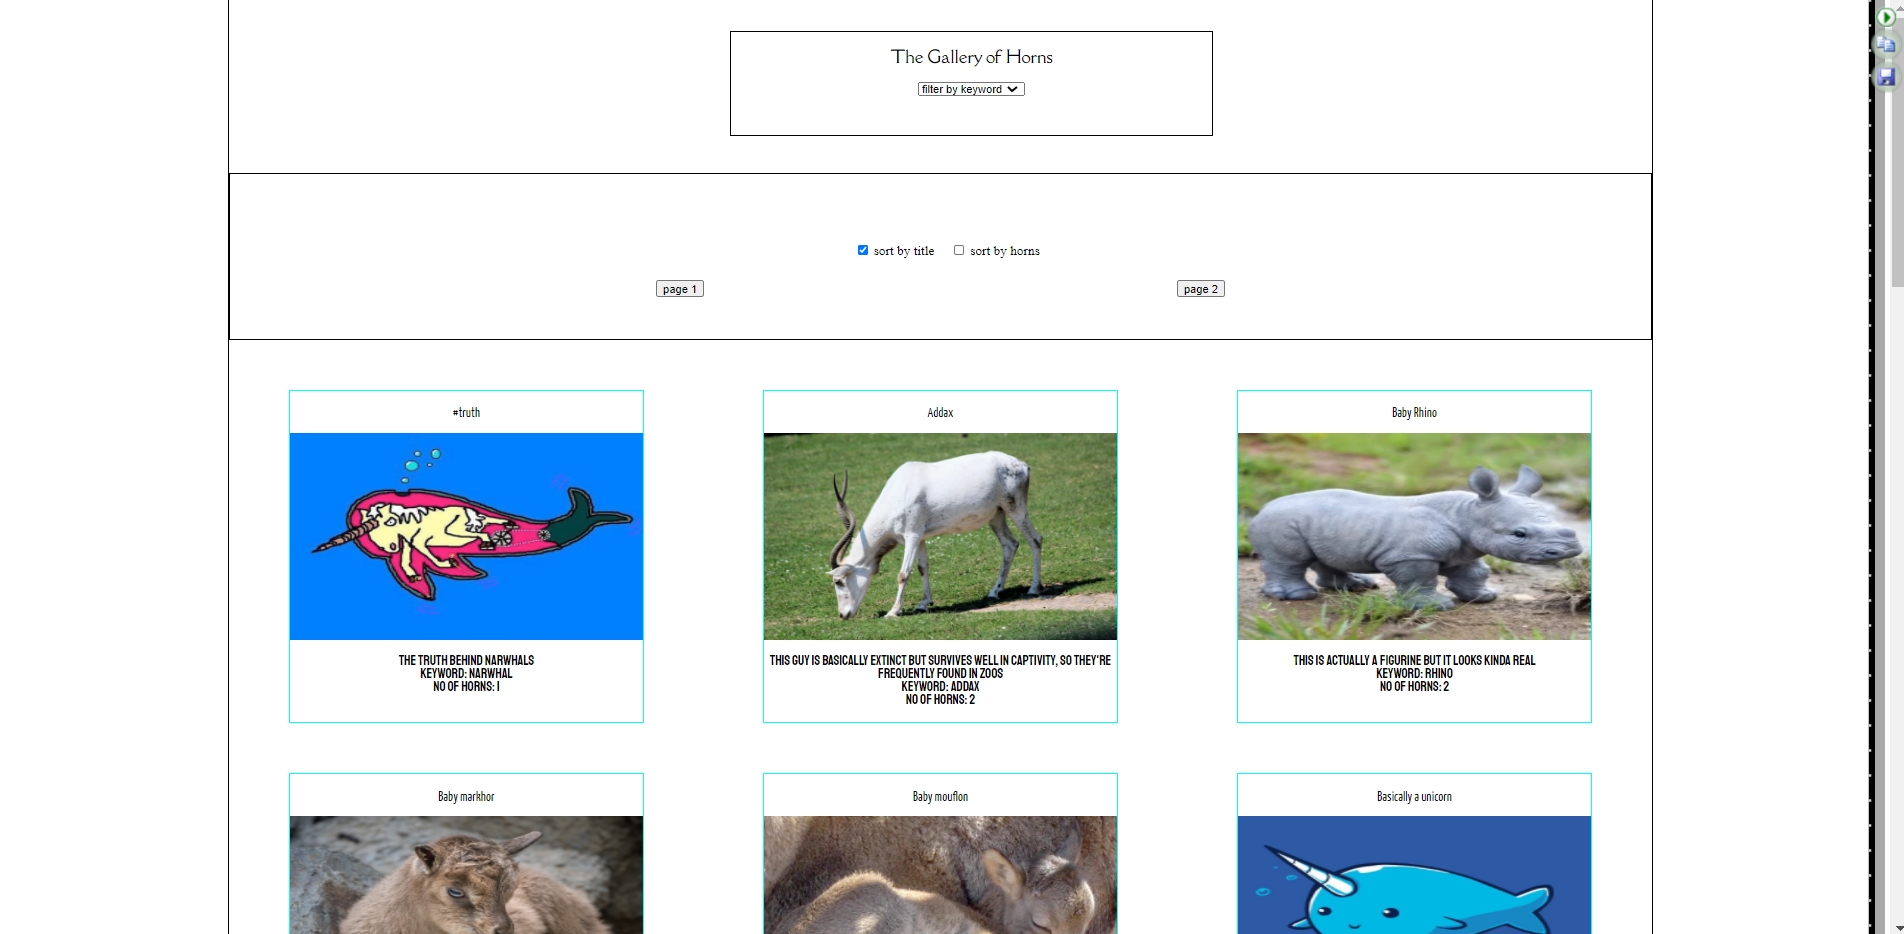 The Gallery of Horns
filter by keyword
sort by title sort by horns
page 1 page 2
#truth
THE TRUTH BEHIND NARWHALS
KEYWORD: NARWHAL
NO OF HORNS: 1
Addax
THIS GUY IS BASICALLY EXTINCT BUT SURVIVES WELL IN CAPTIVITY, SO THEY'RE
FREQUENTLY FOUND IN ZOOS
KEYWORD: ADDAX
NO OF HORNS: 2
Baby Rhino
THIS IS ACTUALLY A FIGURINE BUT IT LOOKS KINDA REAL
KEYWORD: RHINO
NO OF HORNS: 2
Baby markhor
Baby mouflon
Basically a unicorn